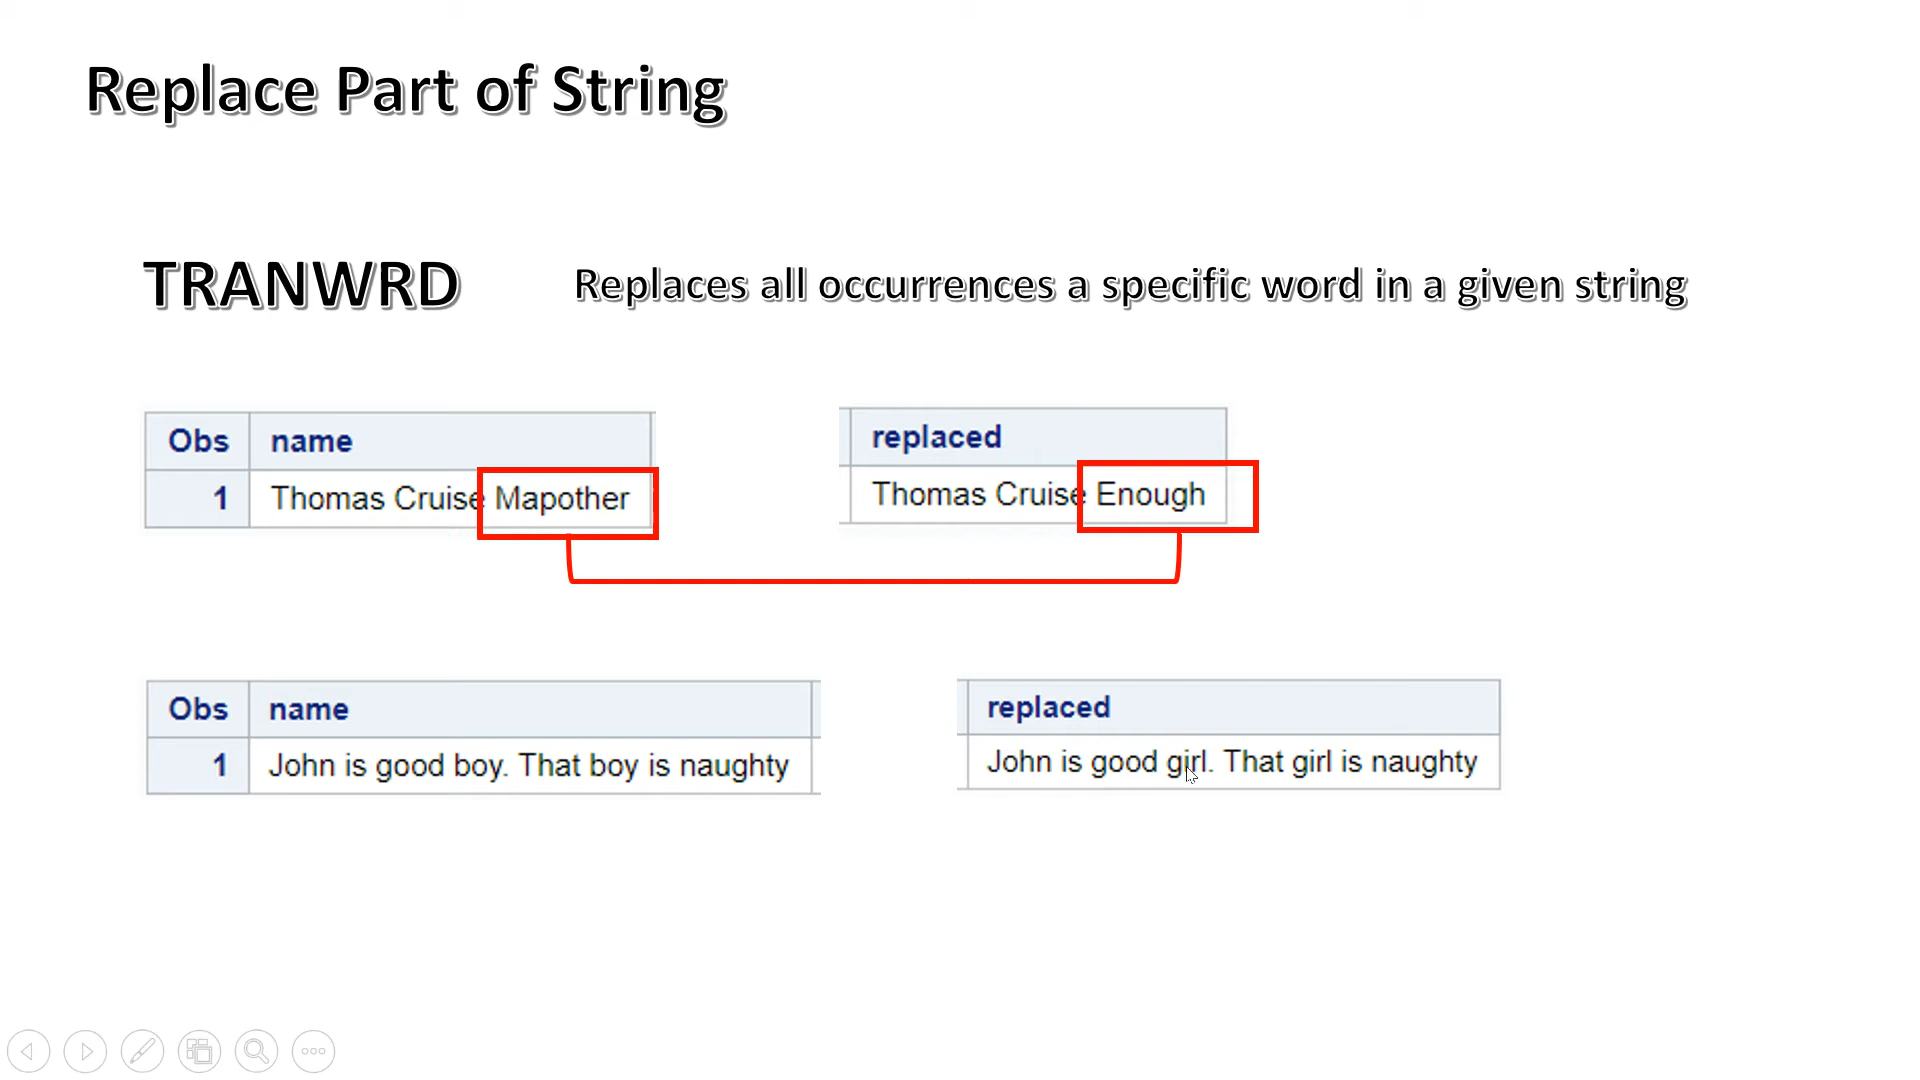 Replace Part of String
TRANWRD
Replaces all occurrences a specific word in a given string
Obs name
1 Thomas Cruise Mapother
replaced
Thomas Cruise Enough
Obs name
1 John is good boy. That boy is naughty
replaced
John is good girl. That girl is naughty